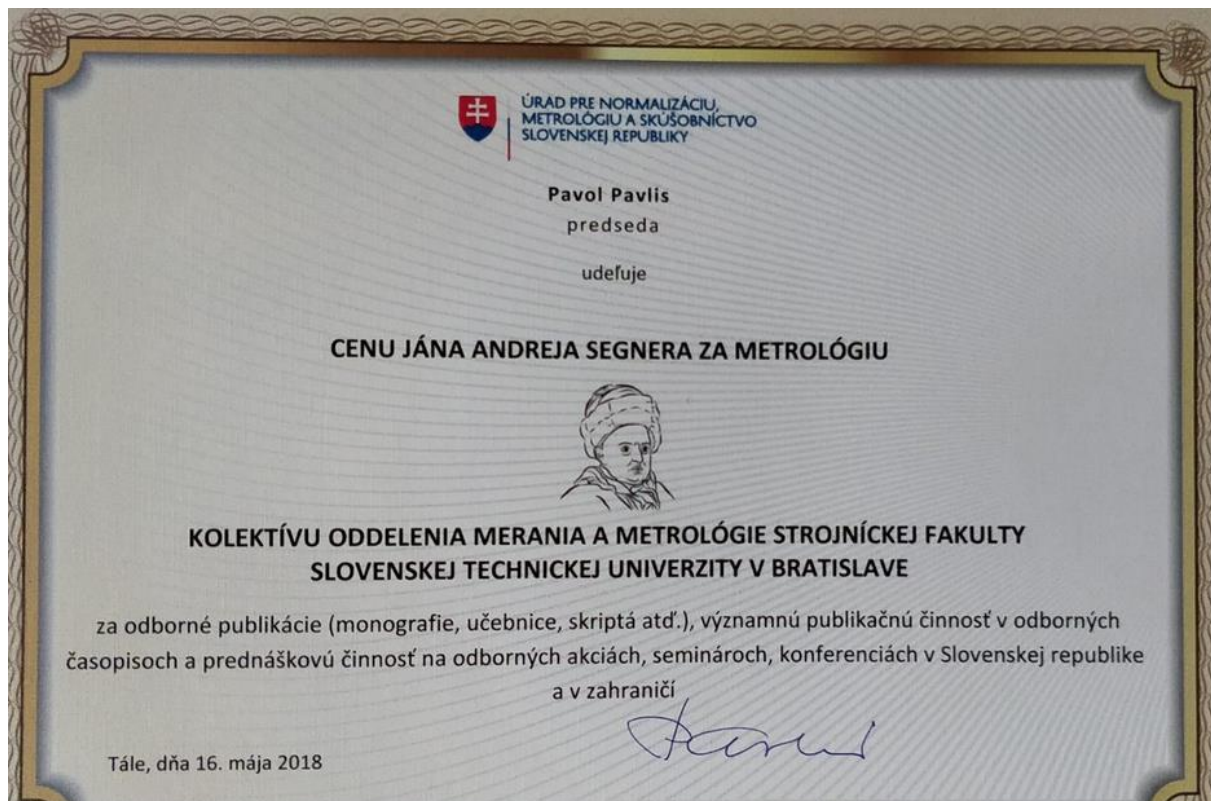 ÚRAD PRE NORMALIZÁCIU,
METROLÓGIU A SKÚŠOBNÍCTVO
SLOVENSKEJ REPUBLIKY
Pavol Pavlis
predseda
udeľuje
CENU JÁNA ANDREJA SEGNERA ZA METROLÓGIU
KOLEKTÍVU ODDELENIA MERANIA A METROLÓGIE STROJNÍCKEJ FAKULTY
SLOVENSKEJ TECHNICKEJ UNIVERZITY V BRATISLAVE
za odborné publikácie (monografie, učebnice, skriptá atď.), významnú publikačnú činnosť v odborných
časopisoch a prednáškovú činnosť na odborných akciách, seminároch, konferenciách v Slovenskej republike
a v zahraničí
Tále, dňa 16. mája 2018